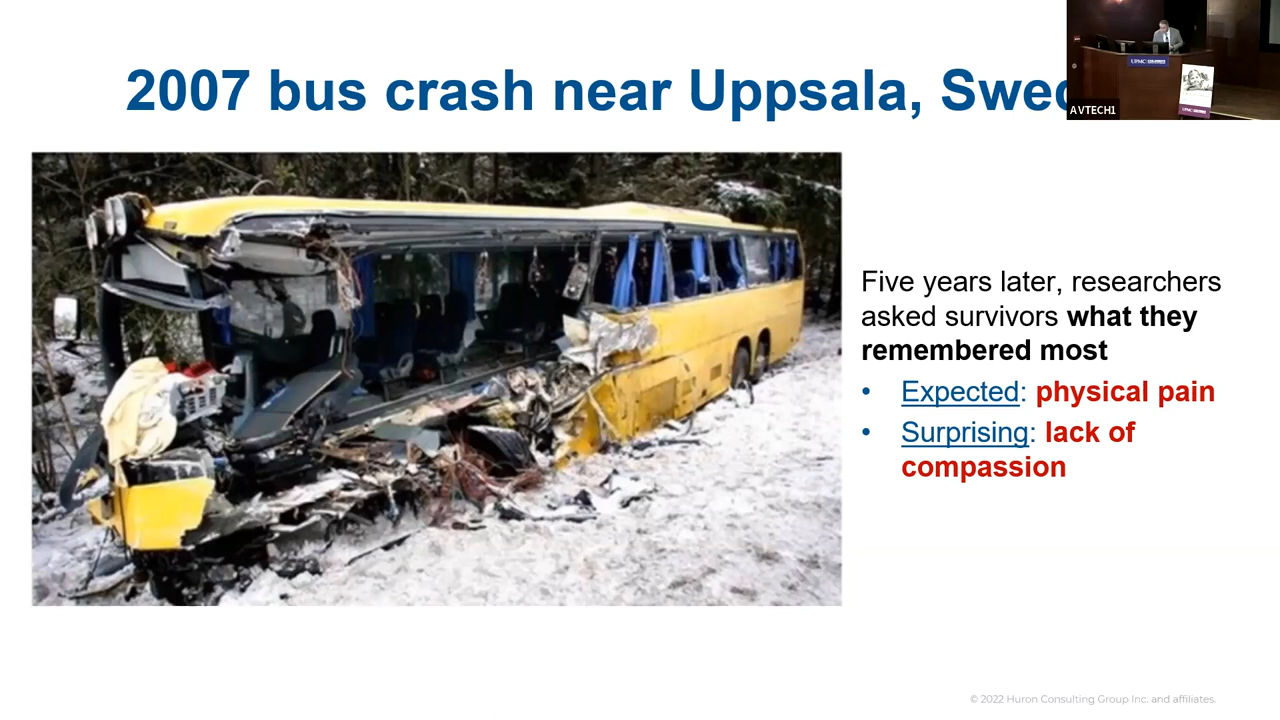 2007 bus crash near Uppsala, Swed
UPMC
AVTECH1
Five years later, researchers
asked survivors what they
remembered most
• Expected: physical pain
• Surprising: lack of
compassion
© 2022 Huron Consulting Group Inc. and affiliates.